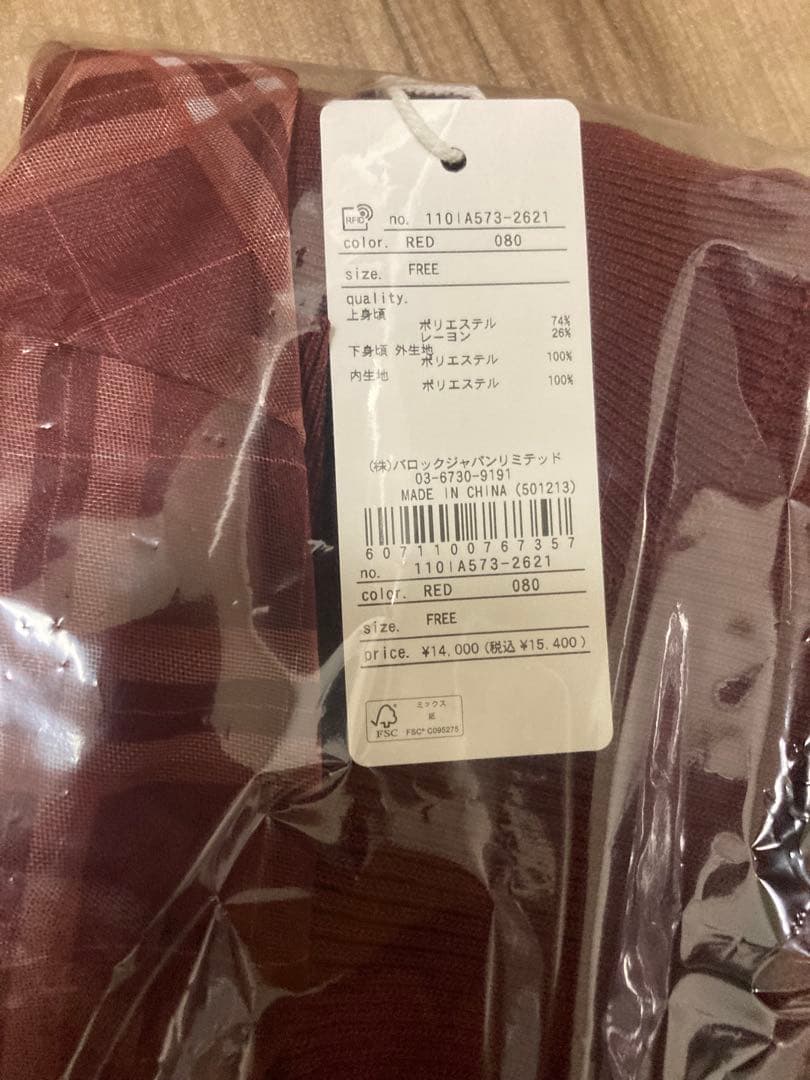 RFID no. 110IA573-2621
color. RED 080
size. FREE
quality.
上身頃
ポリエステル 74%
レーヨン 26%
下身頃 外生地
ポリエステル 100%
内生地
ポリエステル 100%
(株)バロックジャパンリミテッド
03-6730-9191
MADE IN CHINA (501213)
6071100767357
no. 110IA573-2621
color. RED 080
size. FREE
price. ¥14,000 (税込 ¥15,400)
ミックス
紙
FSC FSC® C095275